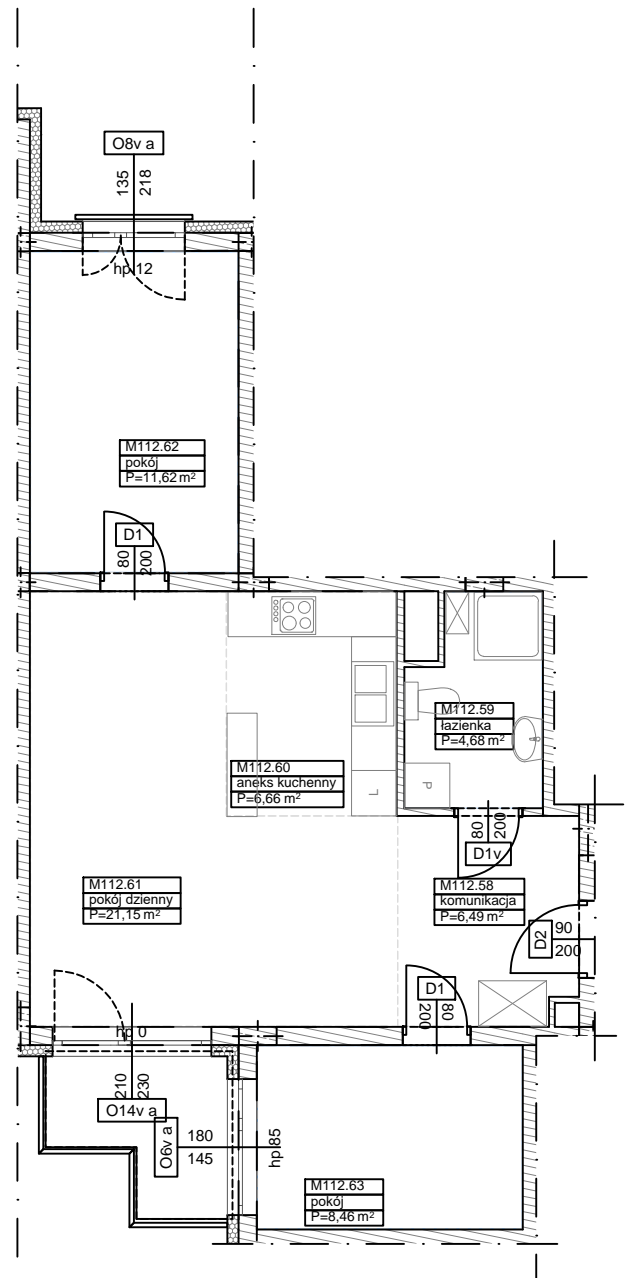 O8v a
135
218
hp 12
M112.62
pokój
P=11,62 m²
D1
80
200
M112.59
łazienka
P=4,68 m²
M112.60
aneks kuchenny
P=6,66 m²
L
P
80
200
D1v
M112.61
pokój dzienny
P=21,15 m²
M112.58
komunikacja
P=6,49 m²
D2
90
200
D1
80
200
hp 0
210
230
O14v a
O6v a
180
145
hp 85
M112.63
pokój
P=8,46 m²